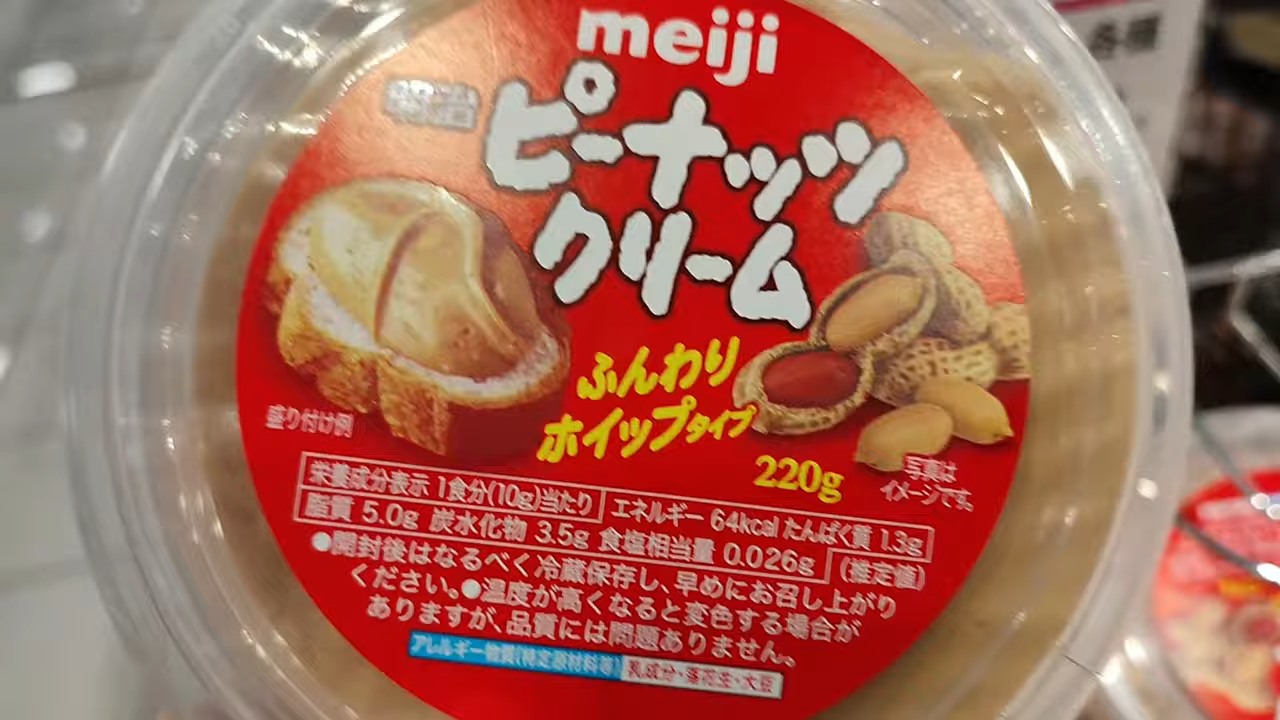 meiji
ピーナッツ
クリーム
ふんわり
ホイップタイプ
220g
盛り付け例
写真は
イメージです。
栄養成分表示 1食分(10g)当たり エネルギー 64kcal たんぱく質 1.3g
脂質 5.0g 炭水化物 3.5g 食塩相当量 0.026g (推定値)
●開封後はなるべく冷蔵保存し、早めにお召し上がり
ください。●温度が高くなると変色する場合が
ありますが、品質には問題ありません。
アレルギー物質(特定原材料等) 乳成分・落花生・大豆
各種